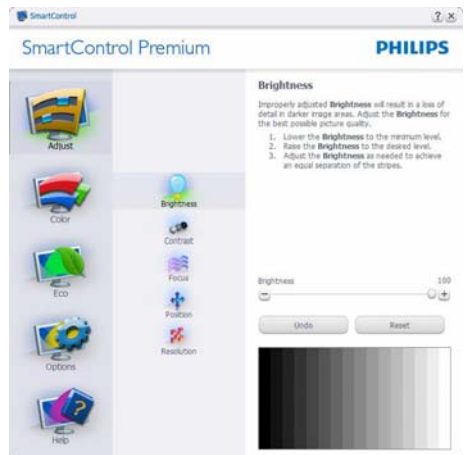 SmartControl
? ×
SmartControl Premium
PHILIPS
Adjust
Color
Eco
Options
Help
Brightness
Contrast
Focus
Position
Resolution
Brightness
Improperly adjusted Brightness will result in a loss of
detail in darker image areas. Adjust the Brightness for
the best possible picture quality.
1. Lower the Brightness to the minimum level.
2. Raise the Brightness to the desired level.
3. Adjust the Brightness as needed to achieve
an equal separation of the stripes.
Brightness 100
Undo
Reset